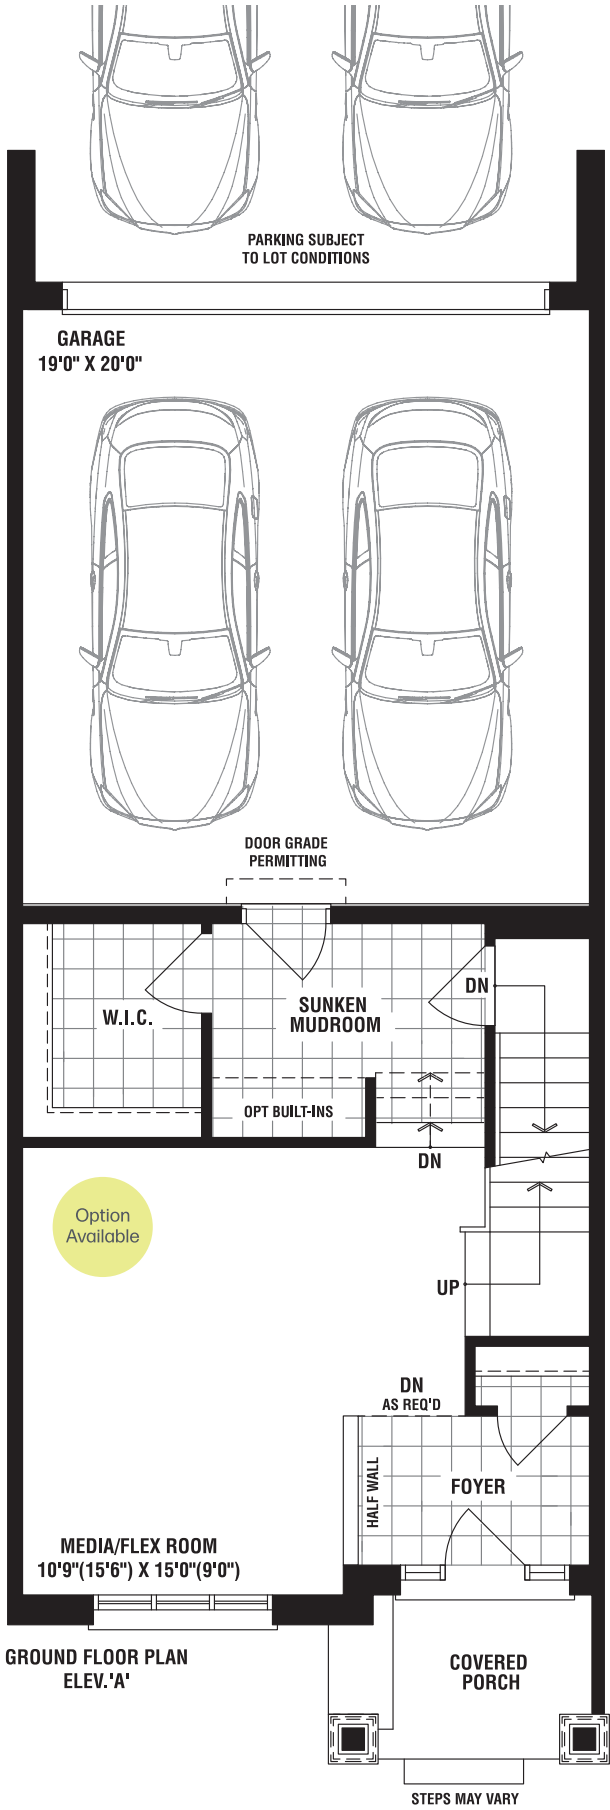 PARKING SUBJECT
TO LOT CONDITIONS
GARAGE
19'0" X 20'0"
DOOR GRADE
PERMITTING
W.I.C.
SUNKEN
MUDROOM
DN
OPT BUILT-INS
DN
Option
Available
UP
DN
AS REQ'D
HALF WALL
FOYER
MEDIA/FLEX ROOM
10'9"(15'6") X 15'0"(9'0")
GROUND FLOOR PLAN
ELEV.'A'
COVERED
PORCH
STEPS MAY VARY